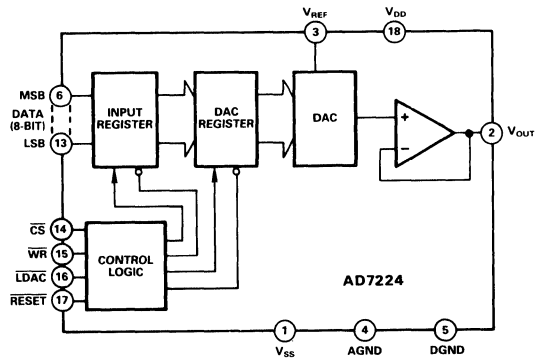 VREF
VDD
3
18
MSB
6
DATA
(8-BIT)
LSB
13
INPUT
REGISTER
DAC
REGISTER
DAC
+
−
2
VOUT
CS
14
WR
15
LDAC
16
RESET
17
CONTROL
LOGIC
AD7224
1
4
5
VSS
AGND
DGND